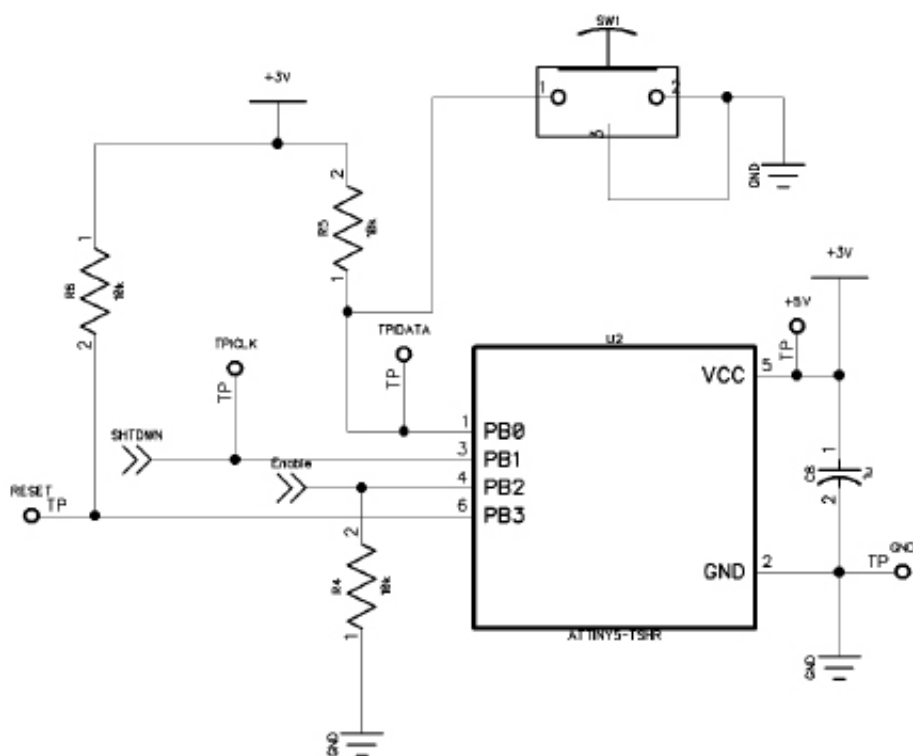 SW1
+3V
1
2
3
GND
2
R5
10k
1
1
R6
10k
2
+3V
+5V
TP
TPICLK
TP
TPIDATA
TP
U2
VCC
5
SHTDWN
Enable
1
PB0
3
PB1
4
PB2
6
PB3
RESET
TP
1
C8
2
GND
2
TP
GND
2
R4
10k
1
ATTINY5-TSHR
GND
GND